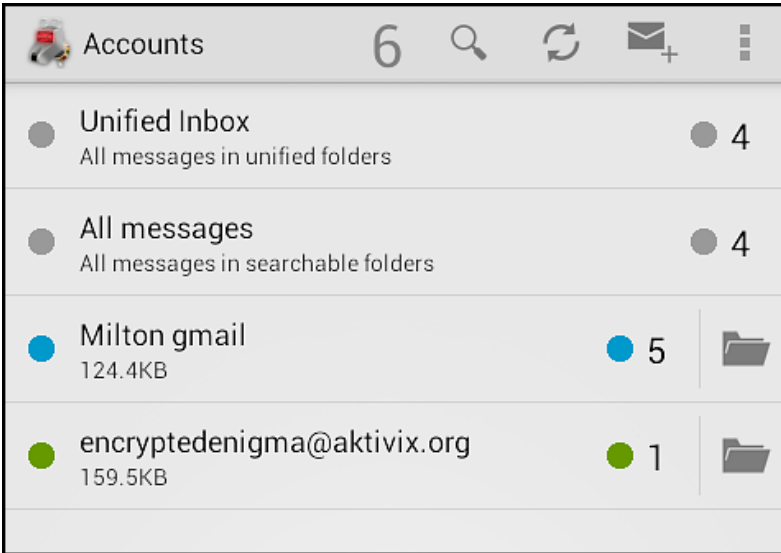 Accounts 6
Unified Inbox
All messages in unified folders
4
All messages
All messages in searchable folders
4
Milton gmail
124.4KB
5
encryptedenigma@aktivix.org
159.5KB
1